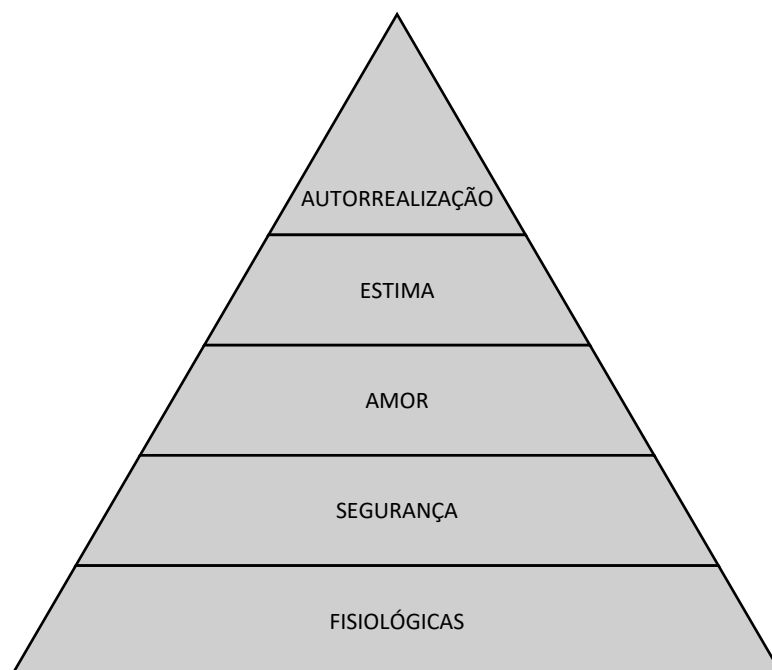 AUTORREALIZAÇÃO
ESTIMA
AMOR
SEGURANÇA
FISIOLÓGICAS